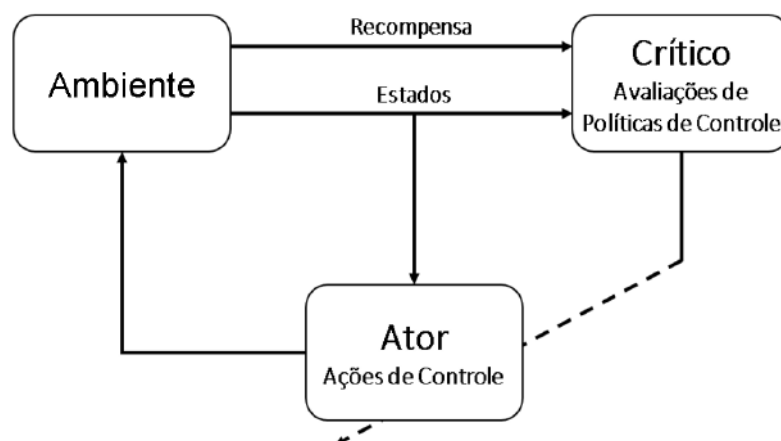 Recompensa
Ambiente
Estados
Crítico
Avaliações de
Políticas de Controle
Ator
Ações de Controle